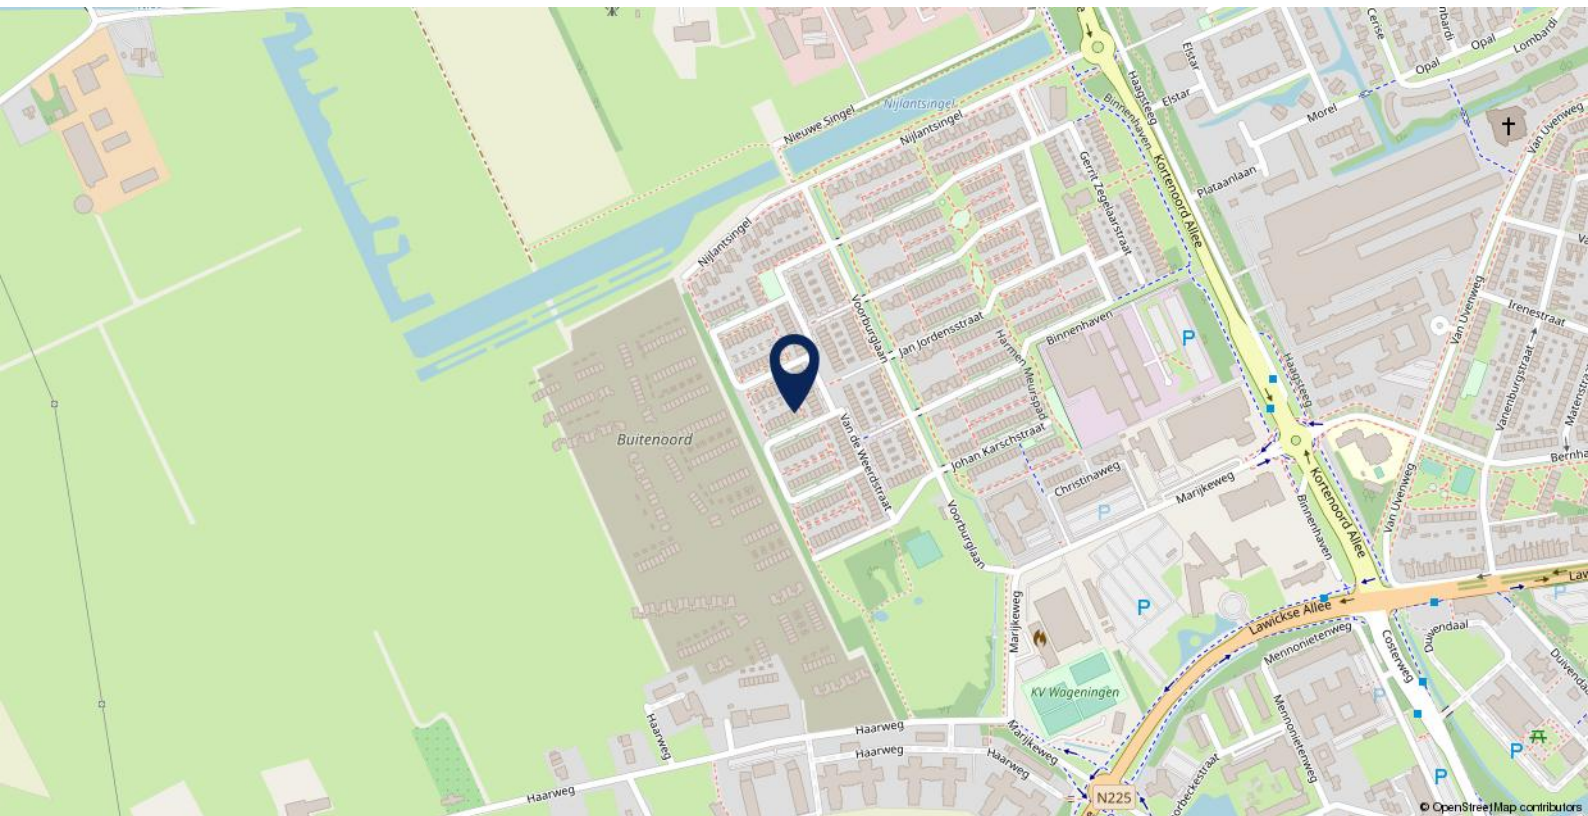 Elstar
Cerise
Opal
Opal
Lombardi
Haagsteeg
Binnenhaven
Elstar
Nijlantsingel
Nieuwe Singel
Nijlantsingel
Morel
Van Uvenweg
Gerrit Zegelaarstraat
Kortenoord Allee
Plataanlaan
Nijlantsingel
Voorburglaan
Jan Jordensstraat
Harmen Meurspad
Binnenhaven
P
Van Uvenweg
Irenestraat
Haagsteeg
Vanenburgstraat
Buitenoord
Van de Weerdstraat
Johan Karschstraat
Christinaweg
Marijkeweg
P
Voorburglaan
Binnenhaven
Kortenoord Allee
Van Uvenweg
Marijkeweg
P
Lawickse Allee
Mennonietenweg
P
Duivendaal
Costerweg
KV Wageningen
Mennonietenweg
P
Haarweg
Haarweg
Haarweg
Haarweg
Marijkeweg
Haarweg
N225
P
P
© OpenStreetMap contributors